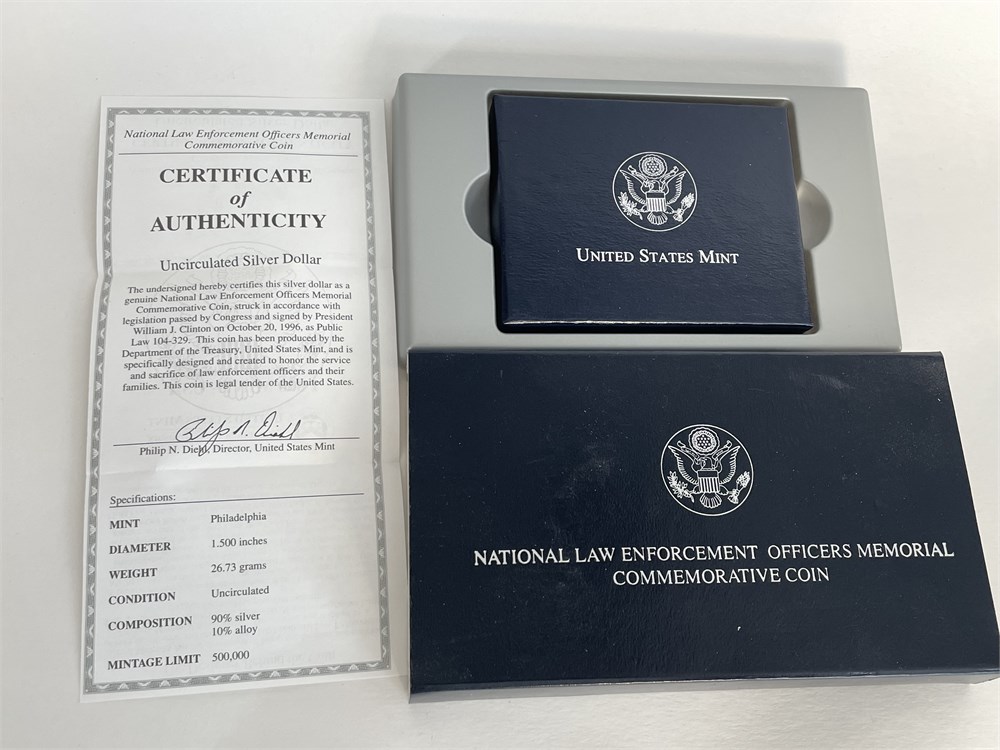 National Law Enforcement Officers Memorial
Commemorative Coin
CERTIFICATE
of
AUTHENTICITY
Uncirculated Silver Dollar
The undersigned hereby certifies this silver dollar as a
genuine National Law Enforcement Officers Memorial
Commemorative Coin, struck in accordance with
legislation passed by Congress and signed by President
William J. Clinton on October 20, 1996, as Public
Law 104-329. This coin has been produced by the
Department of the Treasury, United States Mint, and is
specifically designed and created to honor the service
and sacrifice of law enforcement officers and their
families. This coin is legal tender of the United States.
Philip N. Diehl
Philip N. Diehl, Director, United States Mint
Specifications:
MINT Philadelphia
DIAMETER 1.500 inches
WEIGHT 26.73 grams
CONDITION Uncirculated
COMPOSITION 90% silver
10% alloy
MINTAGE LIMIT 500,000
UNITED STATES MINT
NATIONAL LAW ENFORCEMENT OFFICERS MEMORIAL
COMMEMORATIVE COIN